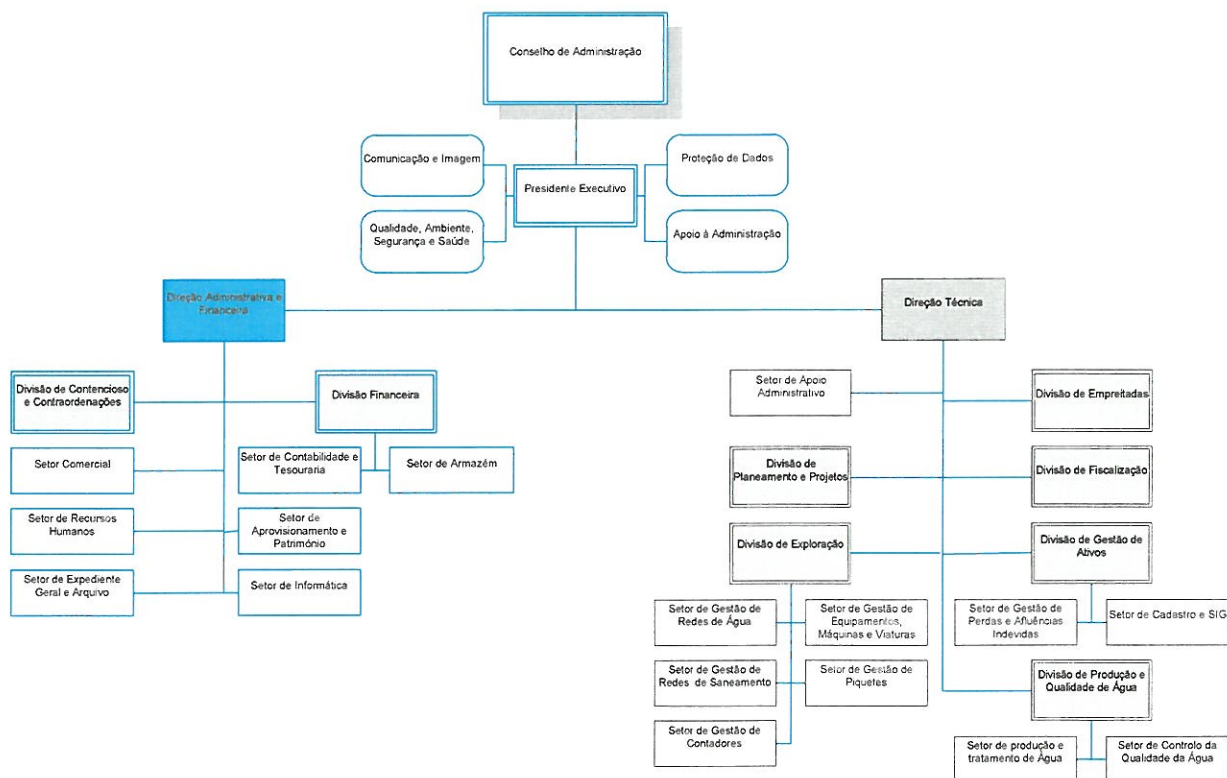 Conselho de Administração
Comunicação e Imagem
Proteção de Dados
Presidente Executivo
Qualidade, Ambiente,
Segurança e Saúde
Apoio à Administração
Direção Administrativa e
Financeira
Direção Técnica
Divisão de Contencioso
e Contraordenações
Divisão Financeira
Setor Comercial
Setor de Contabilidade e
Tesouraria
Setor de Armazém
Setor de Recursos
Humanos
Setor de
Aprovisionamento e
Património
Setor de Expediente
Geral e Arquivo
Setor de Informática
Setor de Apoio
Administrativo
Divisão de Empreitadas
Divisão de
Planeamento e Projetos
Divisão de Fiscalização
Divisão de Exploração
Divisão de Gestão de
Ativos
Setor de Gestão de
Redes de Água
Setor de Gestão de
Equipamentos,
Máquinas e Viaturas
Setor de Gestão de
Perdas e Afluências
Indevidas
Setor de Cadastro e SIG
Setor de Gestão de
Redes de Saneamento
Setor de Gestão de
Piquetes
Divisão de Produção e
Qualidade de Água
Setor de Gestão de
Contadores
Setor de produção e
tratamento de Água
Setor de Controlo da
Qualidade da Água